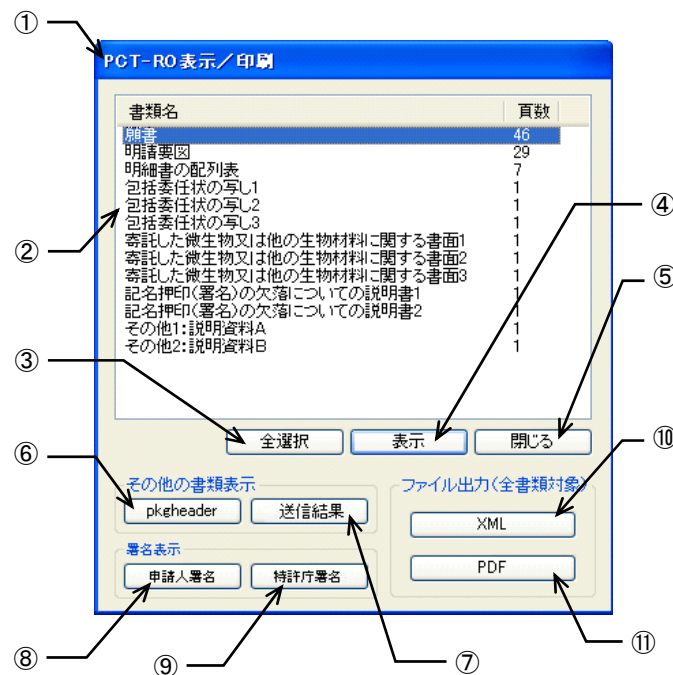 ①
PCT-RO表示／印刷
書類名 頁数
願書 46
明請要図 29
明細書の配列表 7
包括委任状の写し1 1
包括委任状の写し2 1
包括委任状の写し3 1
寄託した微生物又は他の生物材料に関する書面1 1
寄託した微生物又は他の生物材料に関する書面2 1
寄託した微生物又は他の生物材料に関する書面3 1
記名押印(署名)の欠落についての説明書1 1
記名押印(署名)の欠落についての説明書2 1
その他1:説明資料A 1
その他2:説明資料B 1
②
④
⑤
③
全選択 表示 閉じる
⑩
⑥
その他の書類表示 ファイル出力(全書類対象)
pkgheader 送信結果 XML
署名表示
申請人署名 特許庁署名 PDF
⑪
⑧
⑨
⑦